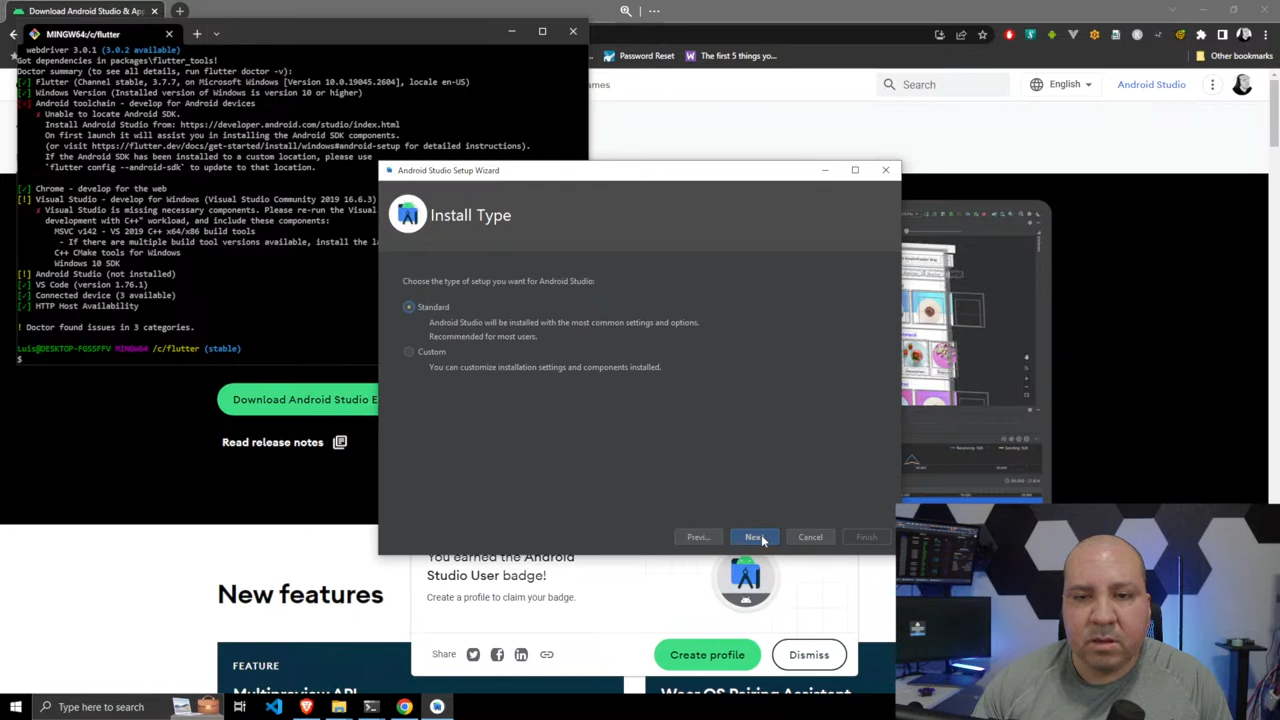 Download Android Studio & App
MINGW64:/c/flutter
webdriver 3.0.1 (3.0.2 available)
Got dependencies in packages\flutter_tools!
Doctor summary (to see all details, run flutter doctor -v):
[✓] Flutter (Channel stable, 3.7.7, on Microsoft Windows [Version 10.0.19045.2604], locale en-US)
[✓] Windows Version (Installed version of Windows is version 10 or higher)
[✗] Android toolchain - develop for Android devices
✗ Unable to locate Android SDK.
Install Android Studio from: https://developer.android.com/studio/index.html
On first launch it will assist you in installing the Android SDK components.
(or visit https://flutter.dev/docs/get-started/install/windows#android-setup for detailed instructions).
If the Android SDK has been installed to a custom location, please use
`flutter config --android-sdk` to update to that location.
[✓] Chrome - develop for the web
[!] Visual Studio - develop for Windows (Visual Studio Community 2019 16.6.3)
✗ Visual Studio is missing necessary components. Please re-run the Visual
development with C++" workload, and include these components:
MSVC v142 - VS 2019 C++ x64/x86 build tools
- If there are multiple build tool versions available, install the la
C++ CMake tools for Windows
Windows 10 SDK
[!] Android Studio (not installed)
[✓] VS Code (version 1.76.1)
[✓] Connected device (3 available)
[✓] HTTP Host Availability
! Doctor found issues in 3 categories.
Luis@DESKTOP-FGSSFFV MINGW64 /c/flutter (stable)
$
Password Reset
The first 5 things yo...
Other bookmarks
ames
Search
English
Android Studio
Android Studio Setup Wizard
Install Type
Choose the type of setup you want for Android Studio:
Standard
Android Studio will be installed with the most common settings and options.
Recommended for most users.
Custom
You can customize installation settings and components installed.
Previ...
Next
Cancel
Finish
Download Android Studio E
Read release notes
You earned the Android
Studio User badge!
Create a profile to claim your badge.
Share
Create profile
Dismiss
New features
FEATURE
Multipreview API
Wear OS Pairing Assistant
Type here to search